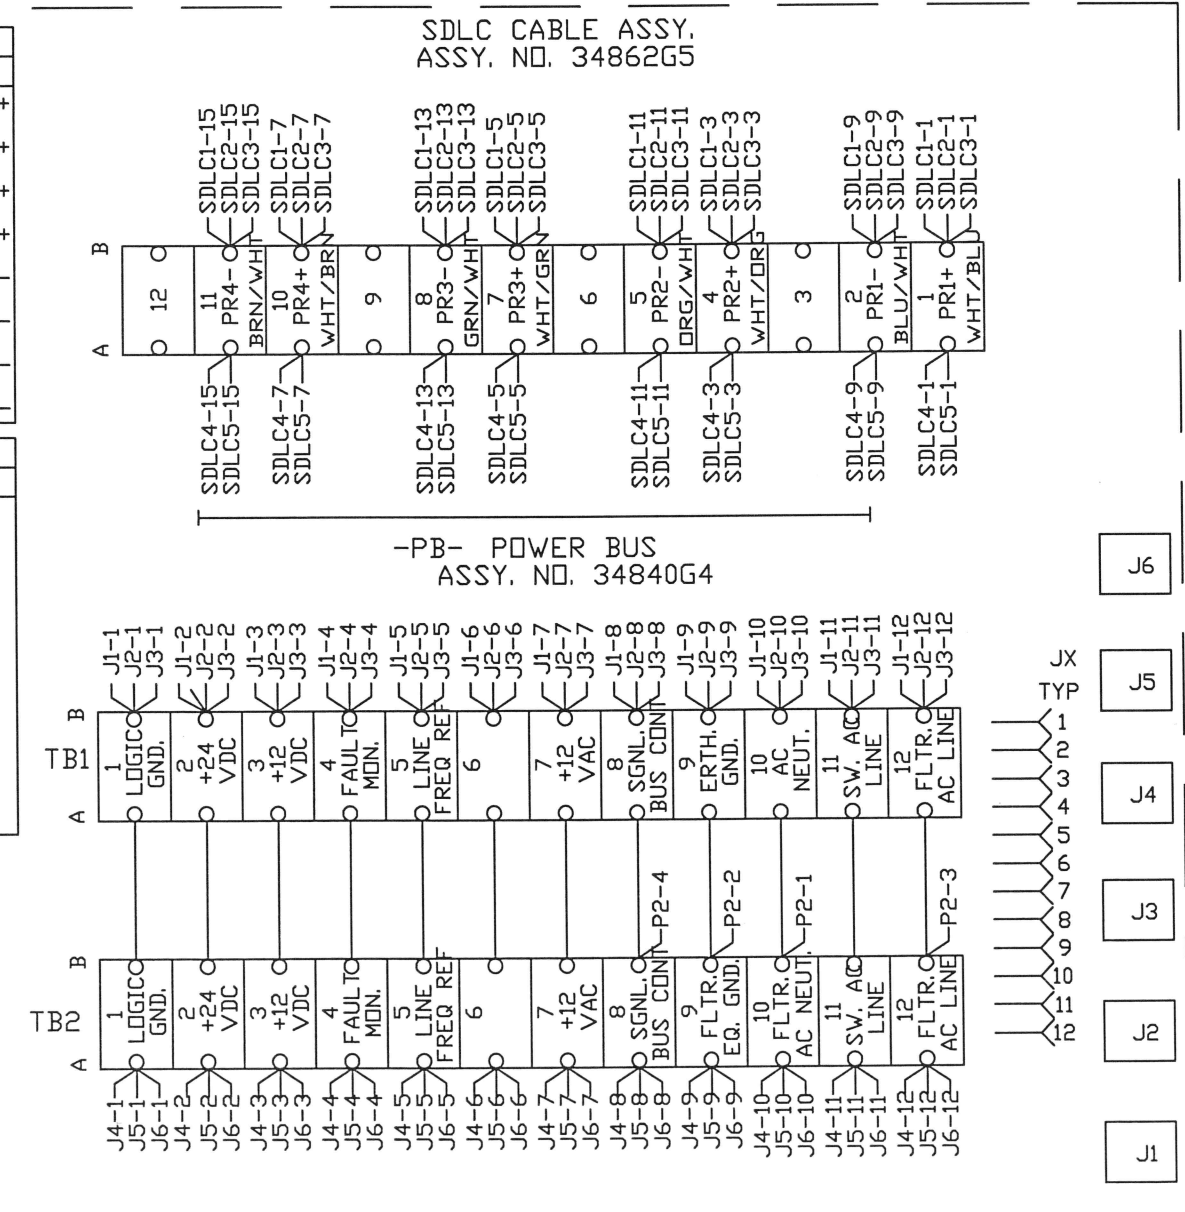 SDLC CABLE ASSY.
ASSY. NO. 34862G5
SDLC1-15
SDLC2-15
SDLC3-15
SDLC1-7
SDLC2-7
SDLC3-7
SDLC1-13
SDLC2-13
SDLC3-13
SDLC1-5
SDLC2-5
SDLC3-5
SDLC1-11
SDLC2-11
SDLC3-11
SDLC1-3
SDLC2-3
SDLC3-3
SDLC1-9
SDLC2-9
SDLC3-9
SDLC1-1
SDLC2-1
SDLC3-1
B
A
12
11
PR4-
BRN/WHT
10
PR4+
WHT/BRN
9
8
PR3-
GRN/WHT
7
PR3+
WHT/GRN
6
5
PR2-
ORG/WHT
4
PR2+
WHT/ORG
3
2
PR1-
BLU/WHT
1
PR1+
WHT/BLU
SDLC4-15
SDLC5-15
SDLC4-7
SDLC5-7
SDLC4-13
SDLC5-13
SDLC4-5
SDLC5-5
SDLC4-11
SDLC5-11
SDLC4-3
SDLC5-3
SDLC4-9
SDLC5-9
SDLC4-1
SDLC5-1
-PB- POWER BUS
ASSY. NO. 34840G4
J1-1
J2-1
J3-1
J1-2
J2-2
J3-2
J1-3
J2-3
J3-3
J1-4
J2-4
J3-4
J1-5
J2-5
J3-5
J1-6
J2-6
J3-6
J1-7
J2-7
J3-7
J1-8
J2-8
J3-8
J1-9
J2-9
J3-9
J1-10
J2-10
J3-10
J1-11
J2-11
J3-11
J1-12
J2-12
J3-12
TB1
B
A
1
LOGIC
GND.
2
+24
VDC
3
+12
VDC
4
FAULT
MON.
5
LINE
FREQ REF
6
7
+12
VAC
8
SGNL.
BUS CONT
9
ERTH.
GND.
10
AC
NEUT.
11
SW. AC
LINE
12
FLTR.
AC LINE
P2-4
P2-2
P2-1
P2-3
TB2
B
A
1
LOGIC
GND.
2
+24
VDC
3
+12
VDC
4
FAULT
MON.
5
LINE
FREQ REF
6
7
+12
VAC
8
SGNL.
BUS CONT
9
FLTR.
EQ. GND.
10
FLTR.
AC NEUT.
11
SW. AC
LINE
12
FLTR.
AC LINE
J4-1
J5-1
J6-1
J4-2
J5-2
J6-2
J4-3
J5-3
J6-3
J4-4
J5-4
J6-4
J4-5
J5-5
J6-5
J4-6
J5-6
J6-6
J4-7
J5-7
J6-7
J4-8
J5-8
J6-8
J4-9
J5-9
J6-9
J4-10
J5-10
J6-10
J4-11
J5-11
J6-11
J4-12
J5-12
J6-12
JX
TYP
1
2
3
4
5
6
7
8
9
10
11
12
J6
J5
J4
J3
J2
J1
+
+
+
+